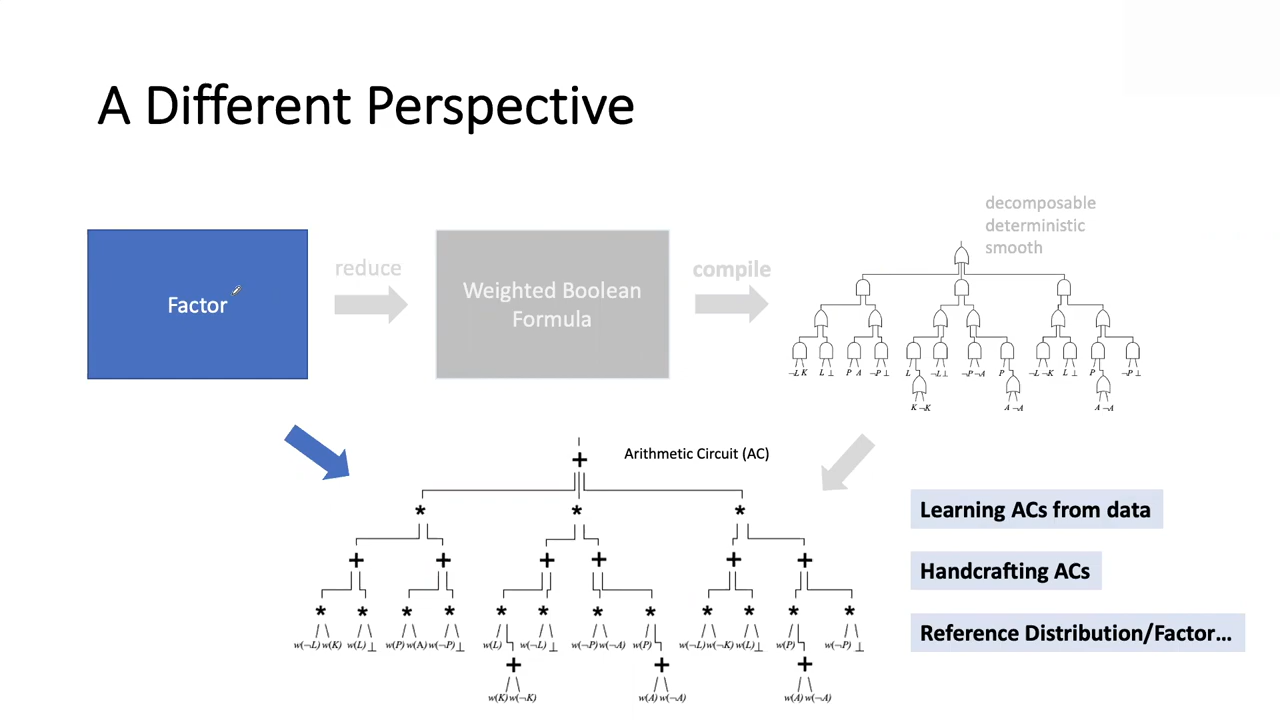 A Different Perspective
decomposable
deterministic
smooth
Factor
reduce
Weighted Boolean
Formula
compile
¬L K L ⊥ P A ¬P ⊥ L ¬L ⊥ ¬P ¬A P ¬L ¬K L ⊥ P ¬P ⊥
K ¬K A ¬A A ¬A
+
Arithmetic Circuit (AC)
* * *
+ + + + + +
* * * * * * * * * * * *
w(¬L) w(K) w(L) ⊥ w(P) w(A) w(¬P) ⊥ w(L) w(¬L) ⊥ w(¬P) w(¬A) w(P) w(¬L) w(¬K) w(L) ⊥ w(P) w(¬P) ⊥
+ + +
w(K) w(¬K) w(A) w(¬A) w(A) w(¬A)
Learning ACs from data
Handcrafting ACs
Reference Distribution/Factor…